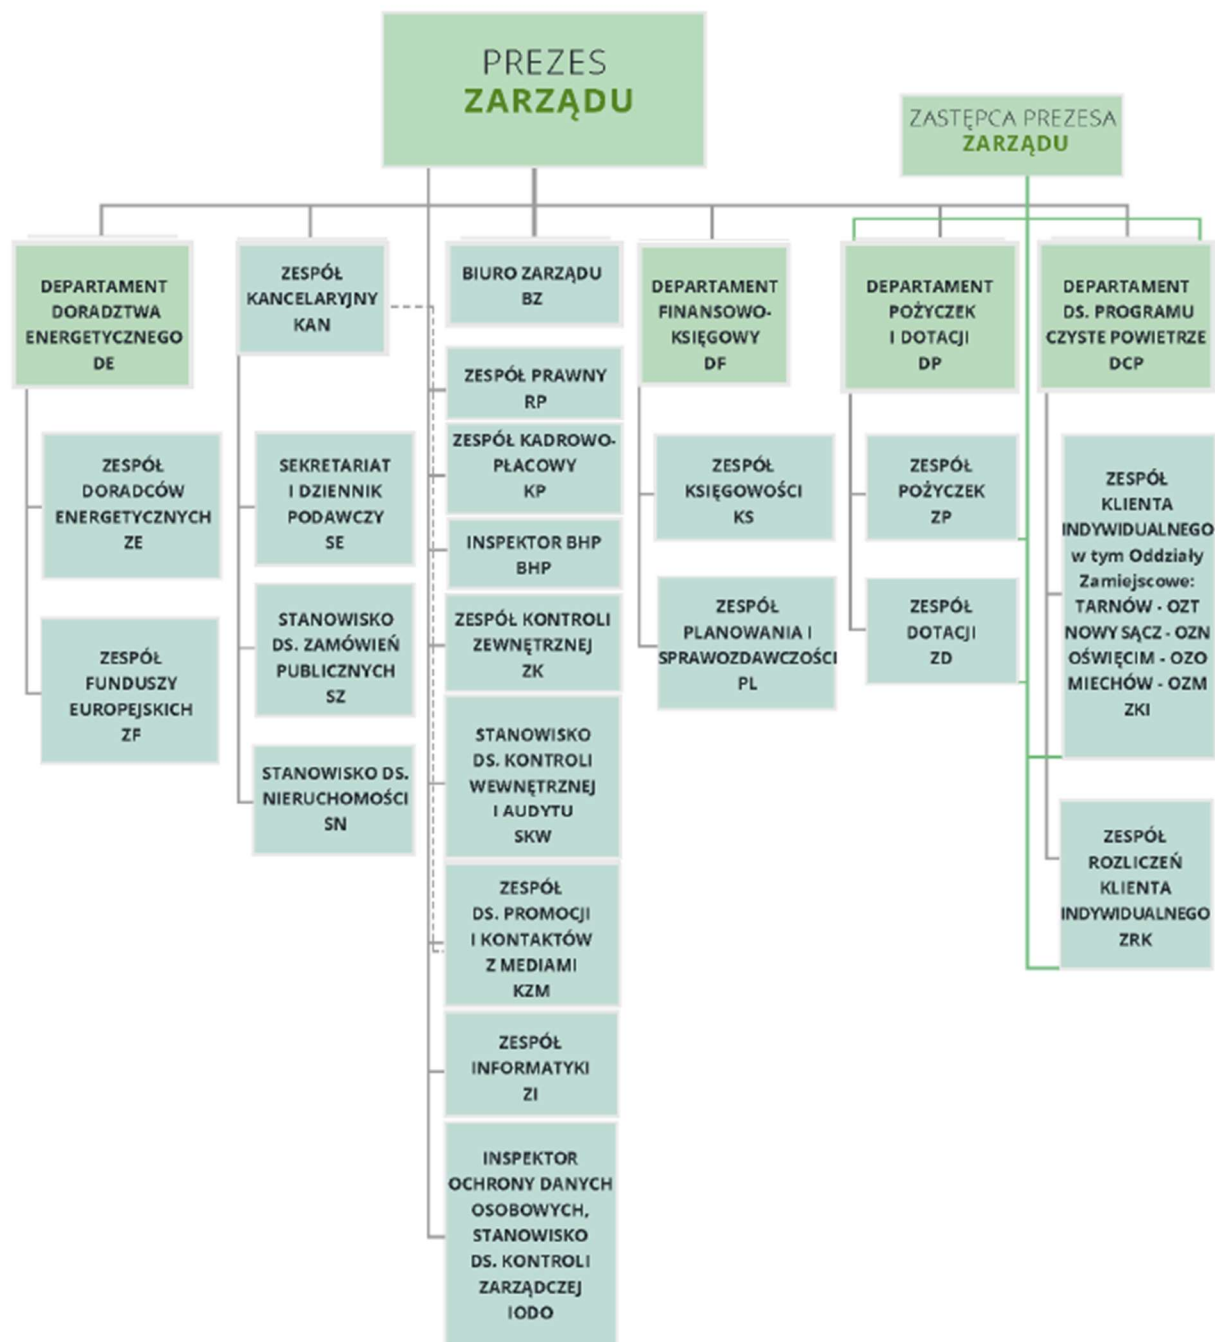 PREZES
ZARZĄDU
ZASTĘPCA PREZESA
ZARZĄDU
DEPARTAMENT
DORADZTWA
ENERGETYCZNEGO
DE
ZESPÓŁ
KANCELARYJNY
KAN
BIURO ZARZĄDU
BZ
DEPARTAMENT
FINANSOWO-
KSIĘGOWY
DF
DEPARTAMENT
POŻYCZEK
I DOTACJI
DP
DEPARTAMENT
DS. PROGRAMU
CZYSTE POWIETRZE
DCP
ZESPÓŁ
DORADCÓW
ENERGETYCZNYCH
ZE
ZESPÓŁ
FUNDUSZY
EUROPEJSKICH
ZF
SEKRETARIAT
I DZIENNIK
PODAWCZY
SE
STANOWISKO
DS. ZAMÓWIEŃ
PUBLICZNYCH
SZ
STANOWISKO DS.
NIERUCHOMOŚCI
SN
ZESPÓŁ PRAWNY
RP
ZESPÓŁ KADROWO-
PŁACOWY
KP
INSPEKTOR BHP
BHP
ZESPÓŁ KONTROLI
ZEWNĘTRZNEJ
ZK
STANOWISKO
DS. KONTROLI
WEWNĘTRZNEJ
I AUDYTU
SKW
ZESPÓŁ
DS. PROMOCJI
I KONTAKTÓW
Z MEDIAMI
KZM
ZESPÓŁ
INFORMATYKI
ZI
INSPEKTOR
OCHRONY DANYCH
OSOBOWYCH,
STANOWISKO
DS. KONTROLI
ZARZĄDCZEJ
IODO
ZESPÓŁ
KSIĘGOWOŚCI
KS
ZESPÓŁ
PLANOWANIA I
SPRAWOZDAWCZOŚCI
PL
ZESPÓŁ
POŻYCZEK
ZP
ZESPÓŁ
DOTACJI
ZD
ZESPÓŁ
KLIENTA
INDYWIDUALNEGO
w tym Oddziały
Zamiejscowe:
TARNÓW - OZT
NOWY SĄCZ - OZN
OŚWIĘCIM - OZO
MIECHÓW - OZM
ZKI
ZESPÓŁ
ROZLICZEŃ
KLIENTA
INDYWIDUALNEGO
ZRK